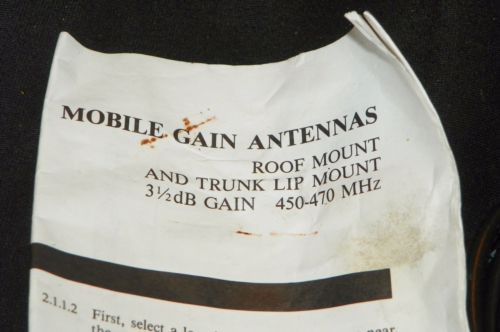 MOBILE GAIN ANTENNAS
ROOF MOUNT
AND TRUNK LIP MOUNT
3½dB GAIN 450-470 MHz
2.1.1.2 First, select a
the